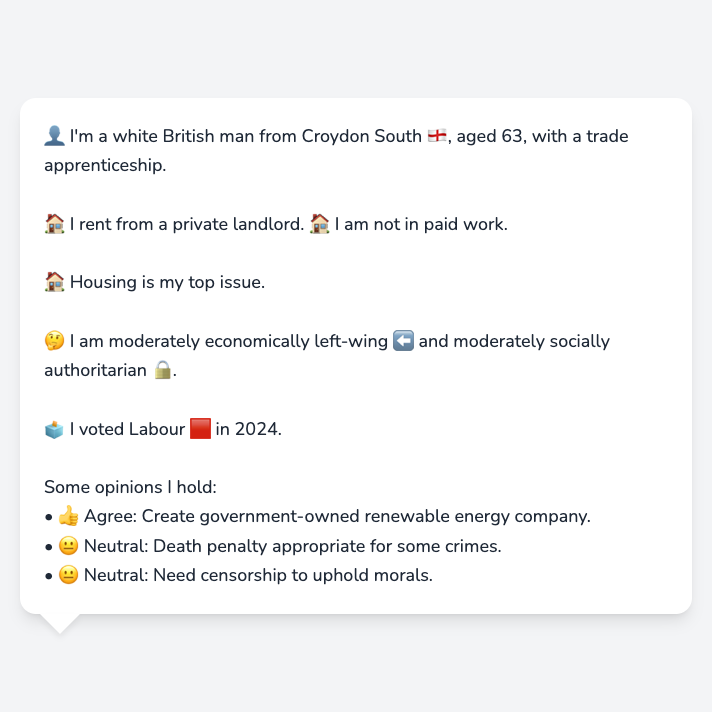 👤 I'm a white British man from Croydon South 🏴󠁧󠁢󠁥󠁮󠁧󠁿, aged 63, with a trade
apprenticeship.
🏠 I rent from a private landlord. 🏠 I am not in paid work.
🏠 Housing is my top issue.
🤔 I am moderately economically left-wing ⬅️ and moderately socially
authoritarian 🔒.
🗳️ I voted Labour 🟥 in 2024.
Some opinions I hold:
• 👍 Agree: Create government-owned renewable energy company.
• 😐 Neutral: Death penalty appropriate for some crimes.
• 😐 Neutral: Need censorship to uphold morals.